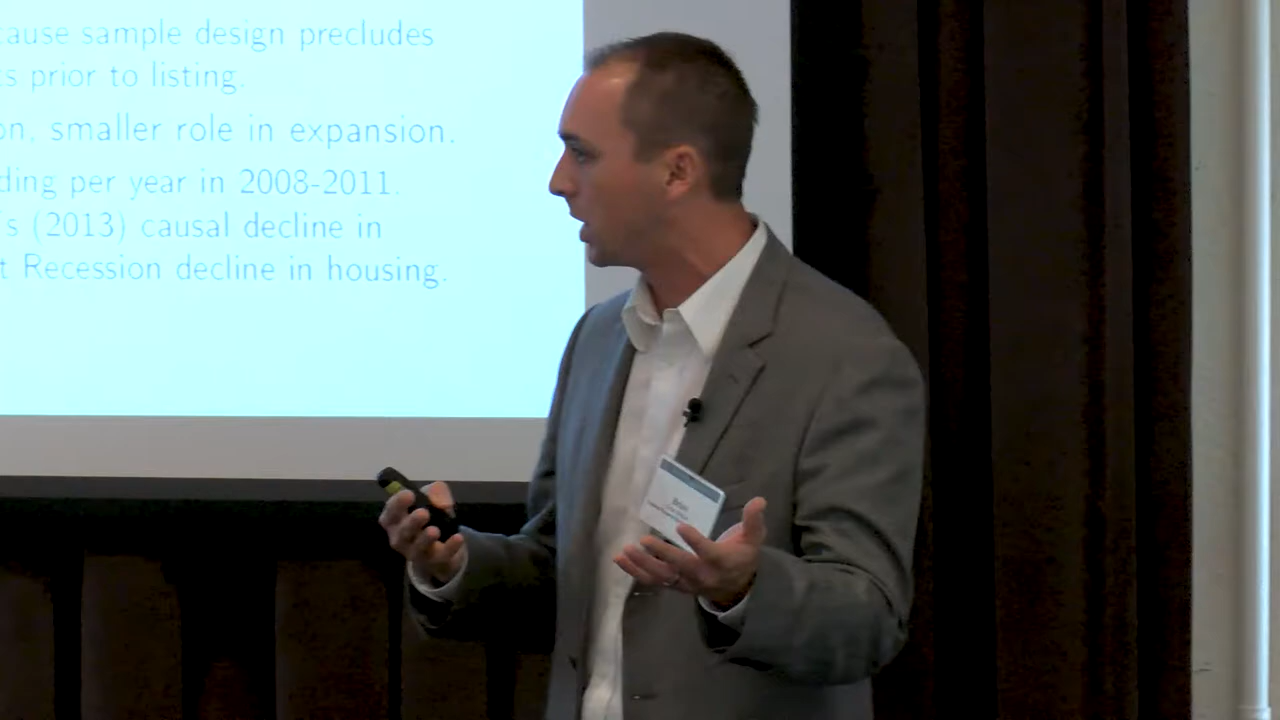 cause sample design precludes
s prior to listing.
on, smaller role in expansion.
ding per year in 2008-2011.
's (2013) causal decline in
t Recession decline in housing.
Brian